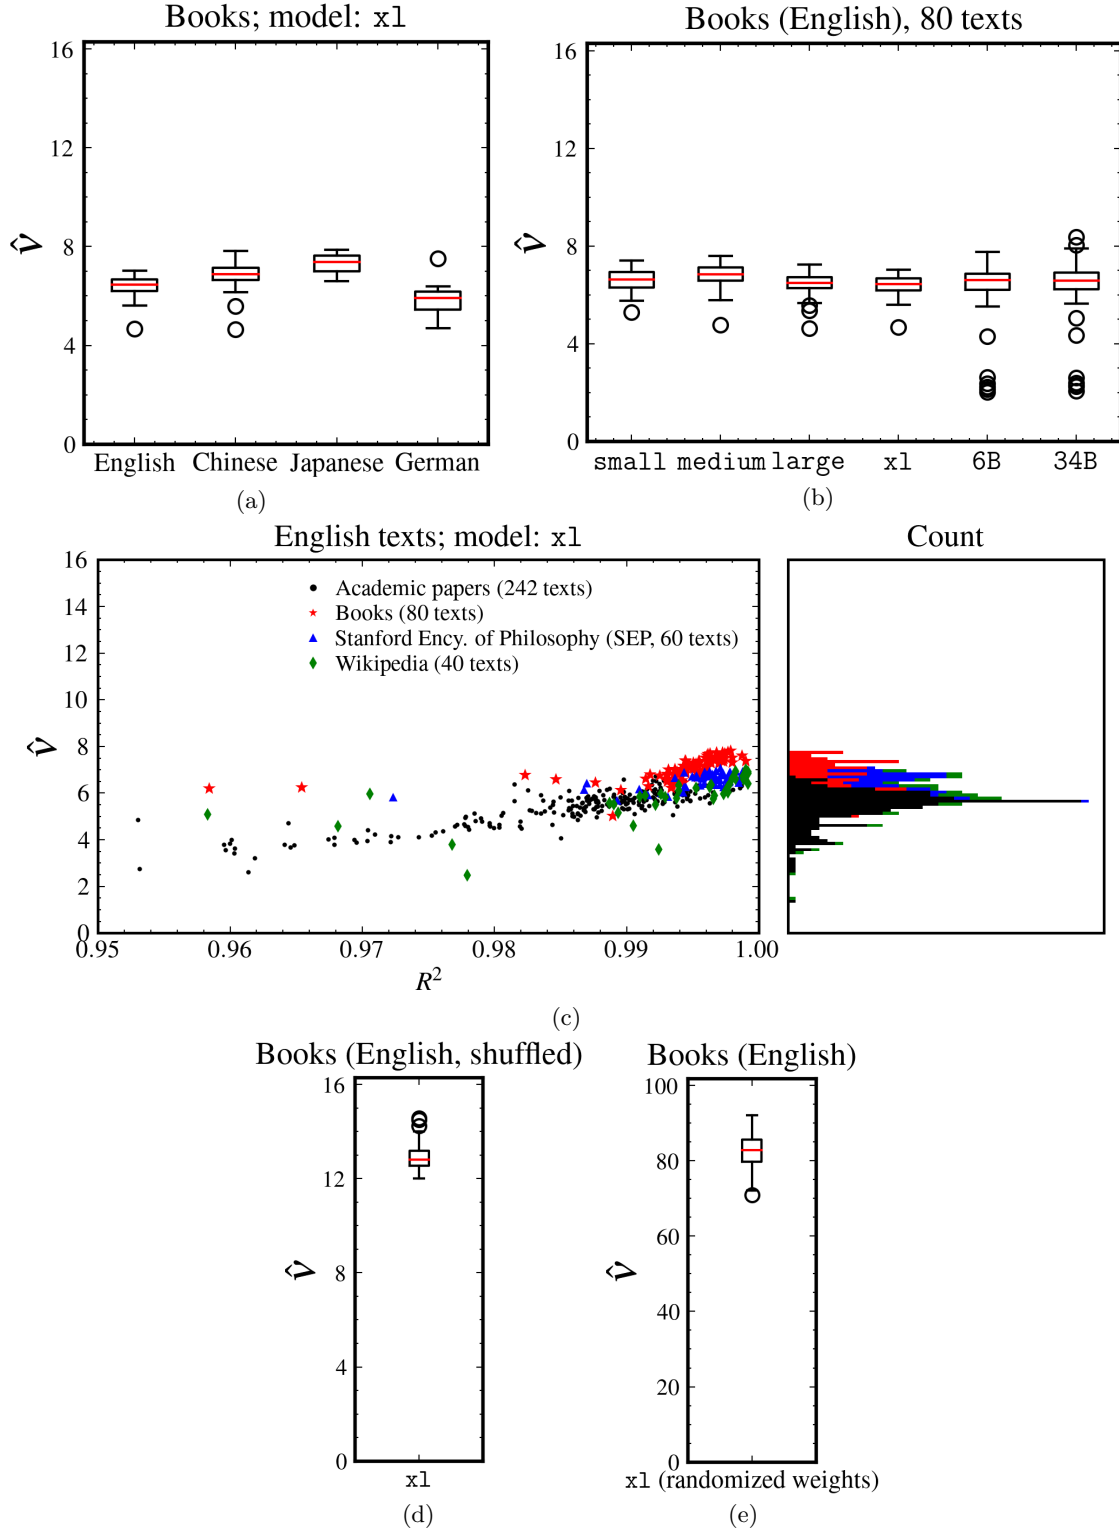 Books; model: xl
Books (English), 80 texts
16
12
8
4
0
ν̂
English Chinese Japanese German
(a)
16
12
8
4
0
ν̂
small medium large xl 6B 34B
(b)
English texts; model: xl
Count
16
14
12
10
8
6
4
2
0
ν̂
Academic papers (242 texts)
Books (80 texts)
Stanford Ency. of Philosophy (SEP, 60 texts)
Wikipedia (40 texts)
0.95 0.96 0.97 0.98 0.99 1.00
R²
(c)
Books (English, shuffled)
16
12
8
4
0
ν̂
xl
(d)
Books (English)
100
80
60
40
20
0
ν̂
xl (randomized weights)
(e)